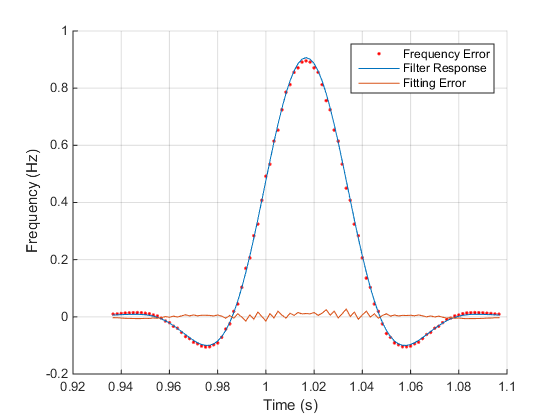 1
Frequency Error
Filter Response
Fitting Error
0.8
0.6
0.4
0.2
0
-0.2
Frequency (Hz)
0.92 0.94 0.96 0.98 1 1.02 1.04 1.06 1.08 1.1
Time (s)